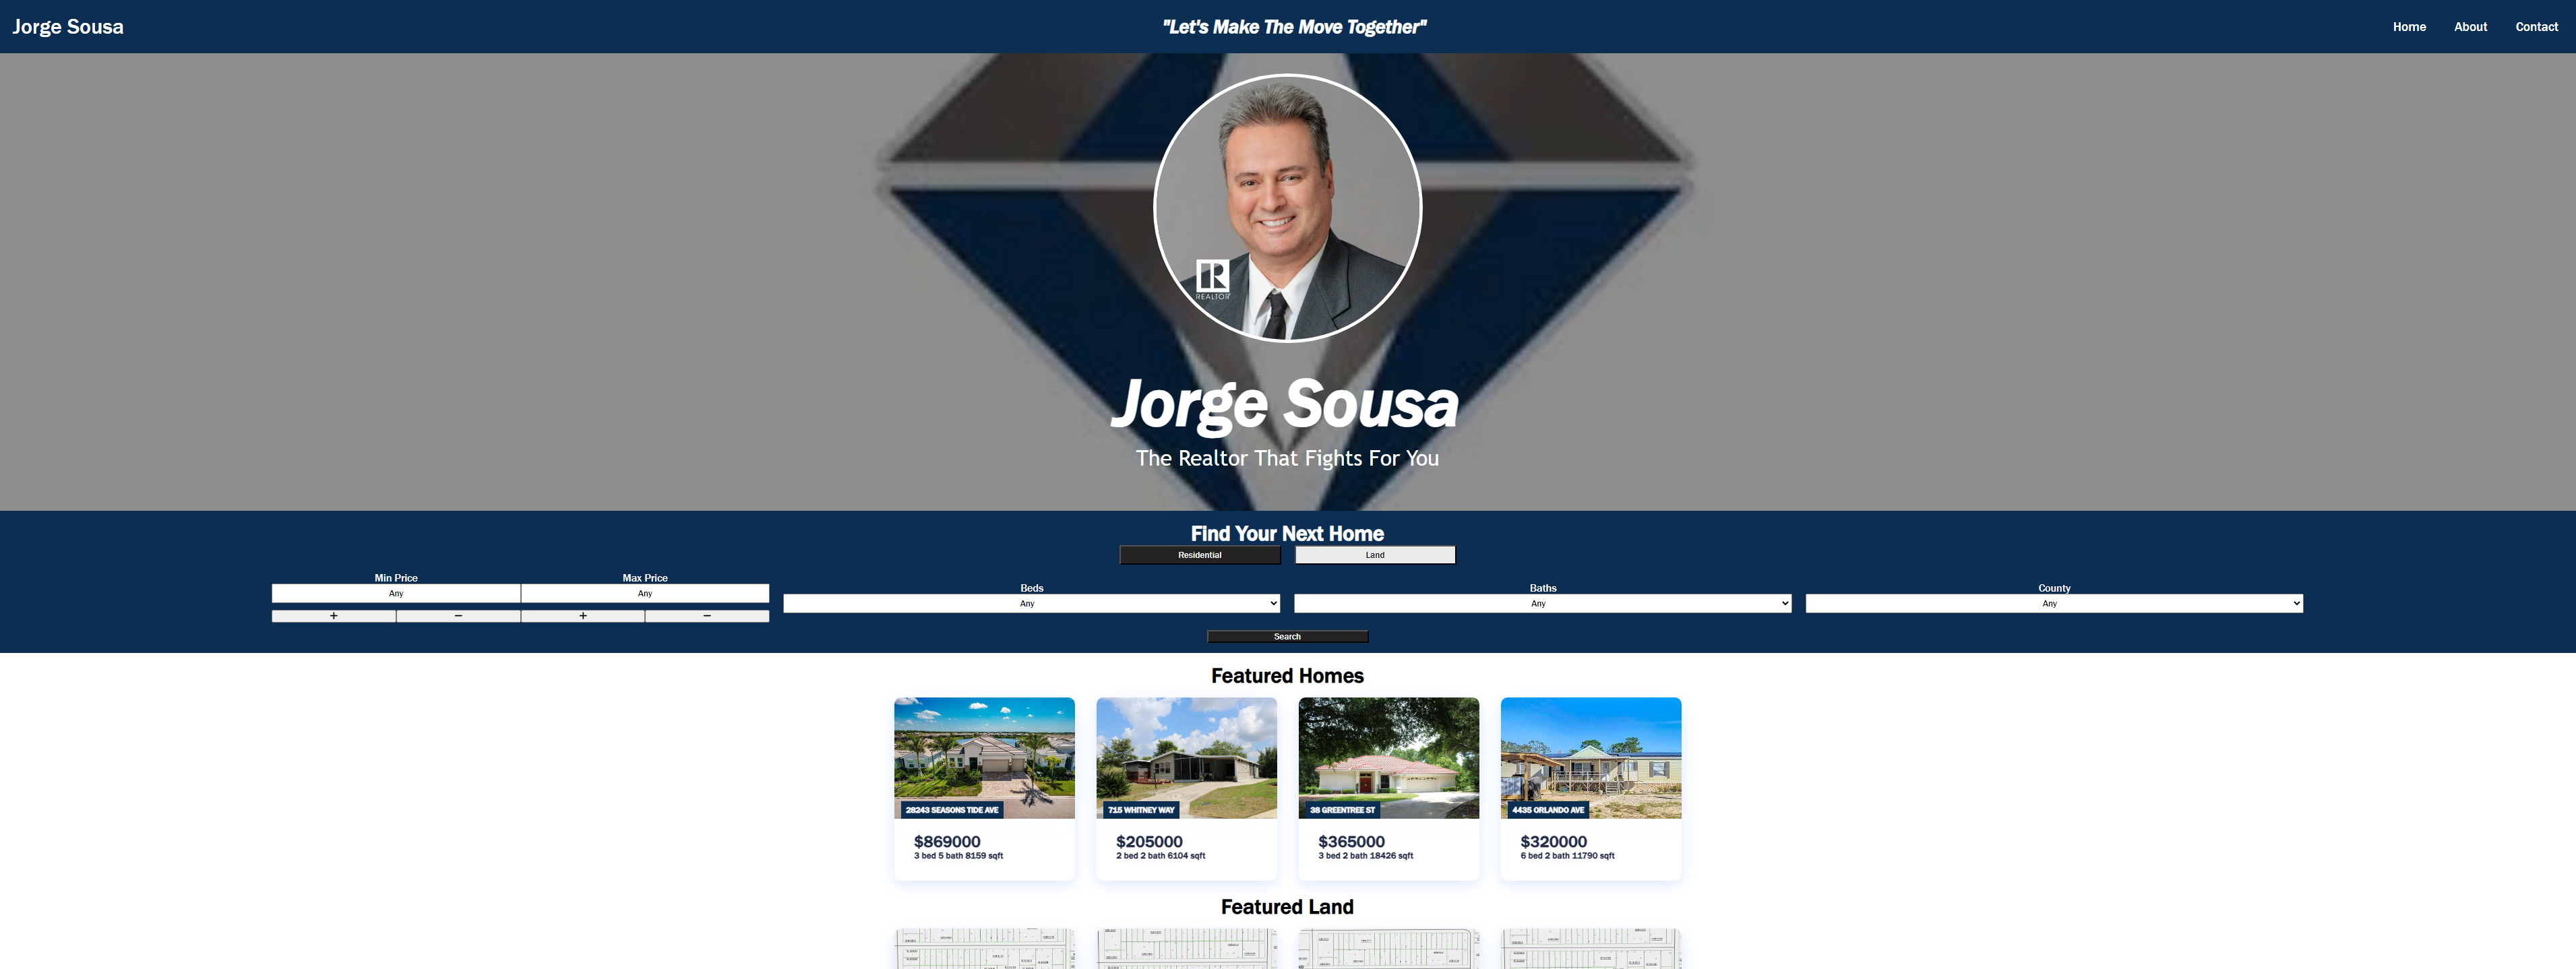 Jorge Sousa
"Let's Make The Move Together"
Home About Contact
REALTOR
Jorge Sousa
The Realtor That Fights For You
Find Your Next Home
Residential Land
Min Price Max Price Beds Baths County
Any Any Any Any Any
+ − + −
Search
Featured Homes
28243 SEASONS TIDE AVE
$869000
3 bed 5 bath 8159 sqft
715 WHITNEY WAY
$205000
2 bed 2 bath 6104 sqft
38 GREENTREE ST
$365000
3 bed 2 bath 18426 sqft
4435 ORLANDO AVE
$320000
6 bed 2 bath 11790 sqft
Featured Land